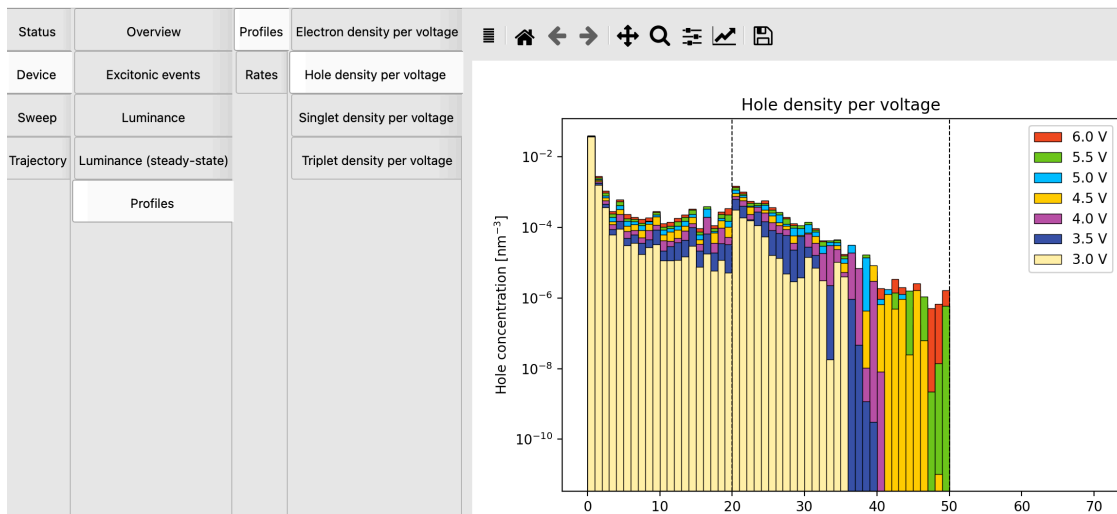 Status
Device
Sweep
Trajectory
Overview
Excitonic events
Luminance
Luminance (steady-state)
Profiles
Profiles
Rates
Electron density per voltage
Hole density per voltage
Singlet density per voltage
Triplet density per voltage
Hole density per voltage
Hole concentration [nm⁻³]
10⁻²
10⁻⁴
10⁻⁶
10⁻⁸
10⁻¹⁰
0 10 20 30 40 50 60 70
6.0 V
5.5 V
5.0 V
4.5 V
4.0 V
3.5 V
3.0 V